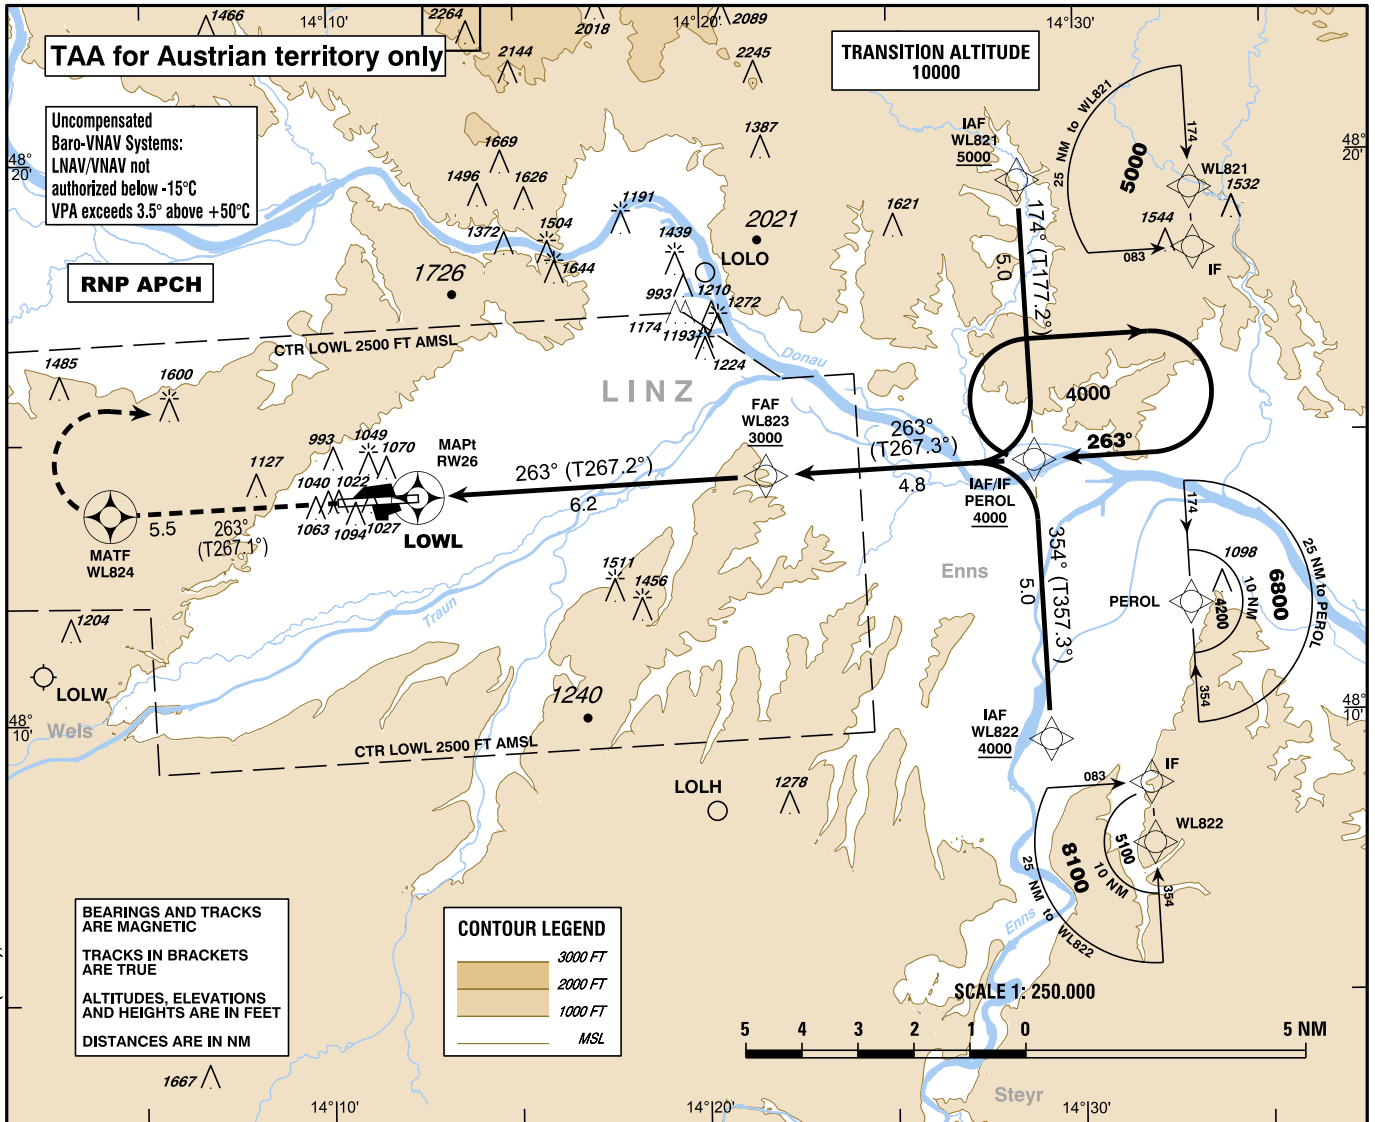 1466
14°10'
2264
2018
14°20'
2089
14°30'
TAA for Austrian territory only
2144
2245
TRANSITION ALTITUDE
10000
Uncompensated
Baro-VNAV Systems:
LNAV/VNAV not
authorized below -15°C
VPA exceeds 3.5° above +50°C
48°
20'
48°
20'
1669
1496
1626
1387
IAF
WL821
5000
25 NM to WL821
5000
174
WL821
1532
1544
083
IF
1191
1504
1372
1644
1439
2021
1621
LOLO
1726
RNP APCH
993
1210
1272
1174
1193
1224
174° (T177.2°)
5.0
CTR LOWL 2500 FT AMSL
Donau
1485
1600
LINZ
4000
FAF
WL823
3000
263°
(T267.3°)
4.8
263°
993
1049
1070
MAPt
RW26
263° (T267.2°)
6.2
1127
1040
1022
1063
1094
1027
LOWL
5.5
263°
(T267.1°)
MATF
WL824
IAF/IF
PEROL
4000
174
25 NM to PEROL
1098
10 NM
4200
6800
PEROL
354
Enns
354° (T357.3°)
5.0
1511
1456
Traun
1204
LOLW
Wels
48°
10'
48°
10'
1240
CTR LOWL 2500 FT AMSL
IAF
WL822
4000
LOLH
1278
083
IF
WL822
5100
10 NM
8100
25 NM to WL822
354
Enns
BEARINGS AND TRACKS
ARE MAGNETIC
TRACKS IN BRACKETS
ARE TRUE
ALTITUDES, ELEVATIONS
AND HEIGHTS ARE IN FEET
DISTANCES ARE IN NM
CONTOUR LEGEND
3000 FT
2000 FT
1000 FT
MSL
SCALE 1: 250.000
5 4 3 2 1 0 5 NM
1667
Steyr
14°10'
14°20'
14°30'